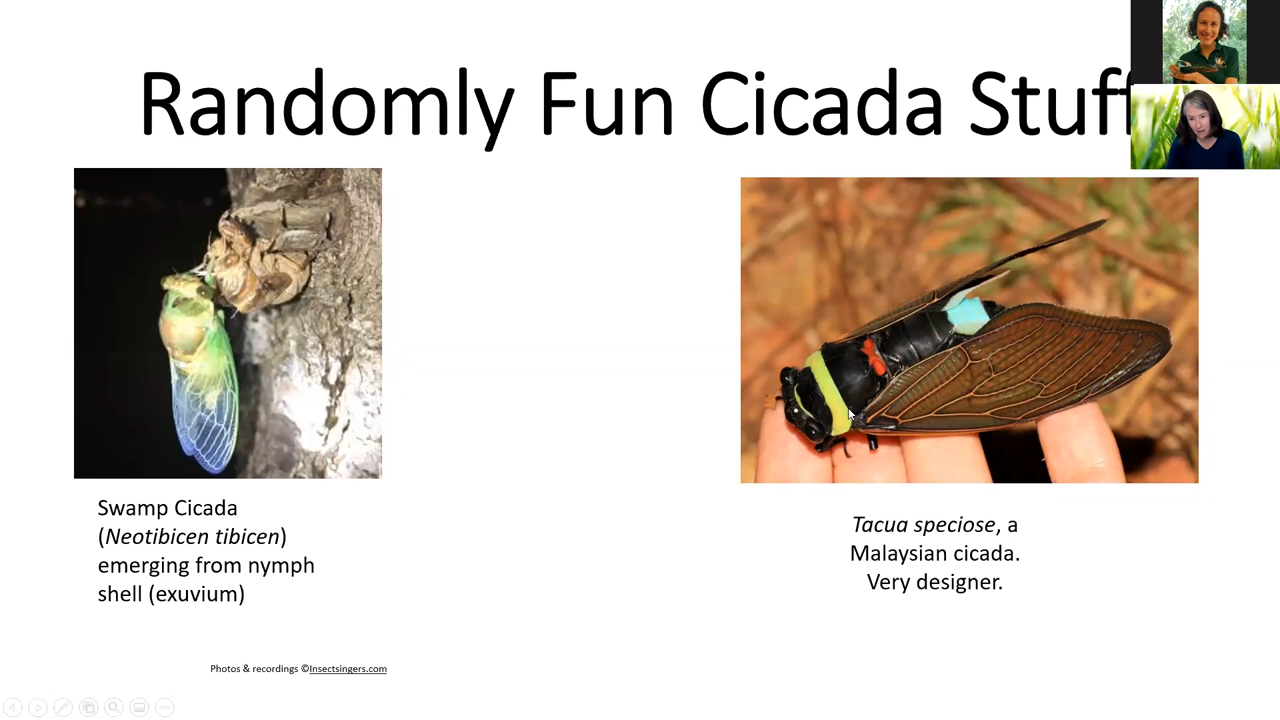 Randomly Fun Cicada Stuff
Swamp Cicada
(Neotibicen tibicen)
emerging from nymph
shell (exuvium)
Tacua speciose, a
Malaysian cicada.
Very designer.
Photos & recordings ©Insectsingers.com